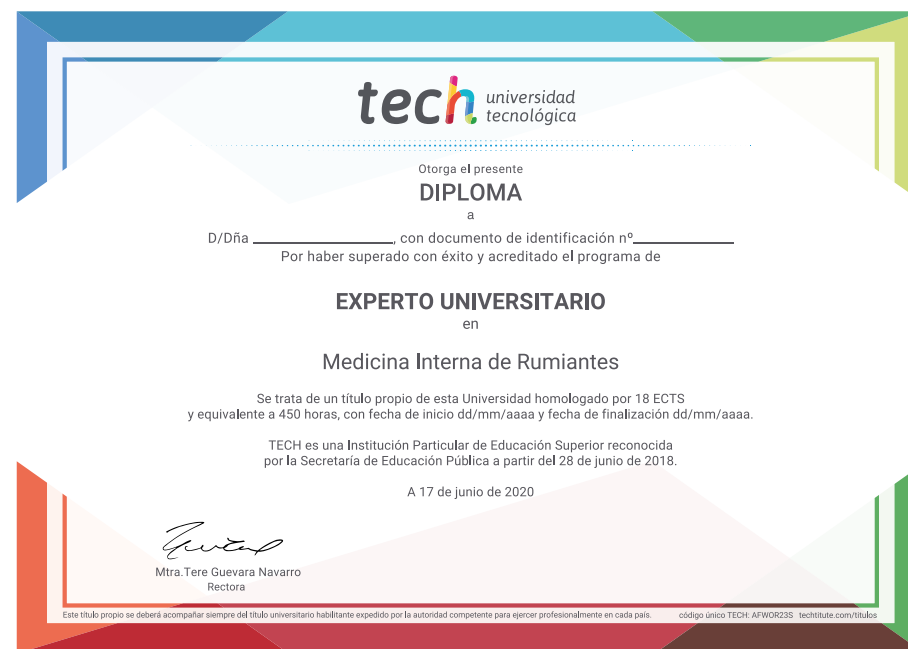 tech universidad
tecnológica
Otorga el presente
DIPLOMA
a
D/Dña ____________________, con documento de identificación nº______________
Por haber superado con éxito y acreditado el programa de
EXPERTO UNIVERSITARIO
en
Medicina Interna de Rumiantes
Se trata de un título propio de esta Universidad homologado por 18 ECTS
y equivalente a 450 horas, con fecha de inicio dd/mm/aaaa y fecha de finalización dd/mm/aaaa.
TECH es una Institución Particular de Educación Superior reconocida
por la Secretaría de Educación Pública a partir del 28 de junio de 2018.
A 17 de junio de 2020
Mtra.Tere Guevara Navarro
Rectora
Este título propio se deberá acompañar siempre del título universitario habilitante expedido por la autoridad competente para ejercer profesionalmente en cada país. código único TECH: AFWOR23S techtitute.com/titulos